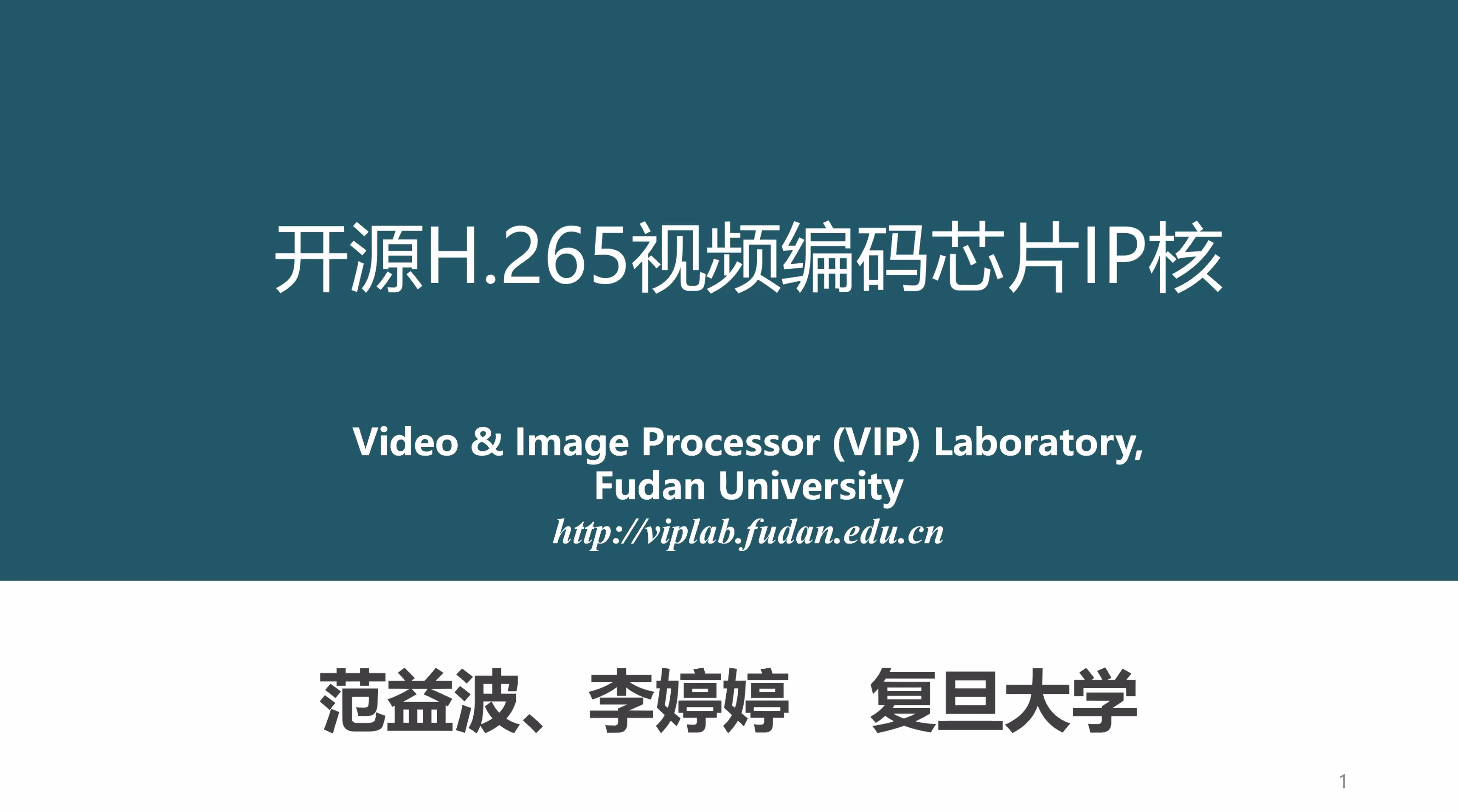 开源H.265视频编码芯片IP核
Video & Image Processor (VIP) Laboratory,
Fudan University
http://viplab.fudan.edu.cn
范益波、李婷婷 复旦大学
1